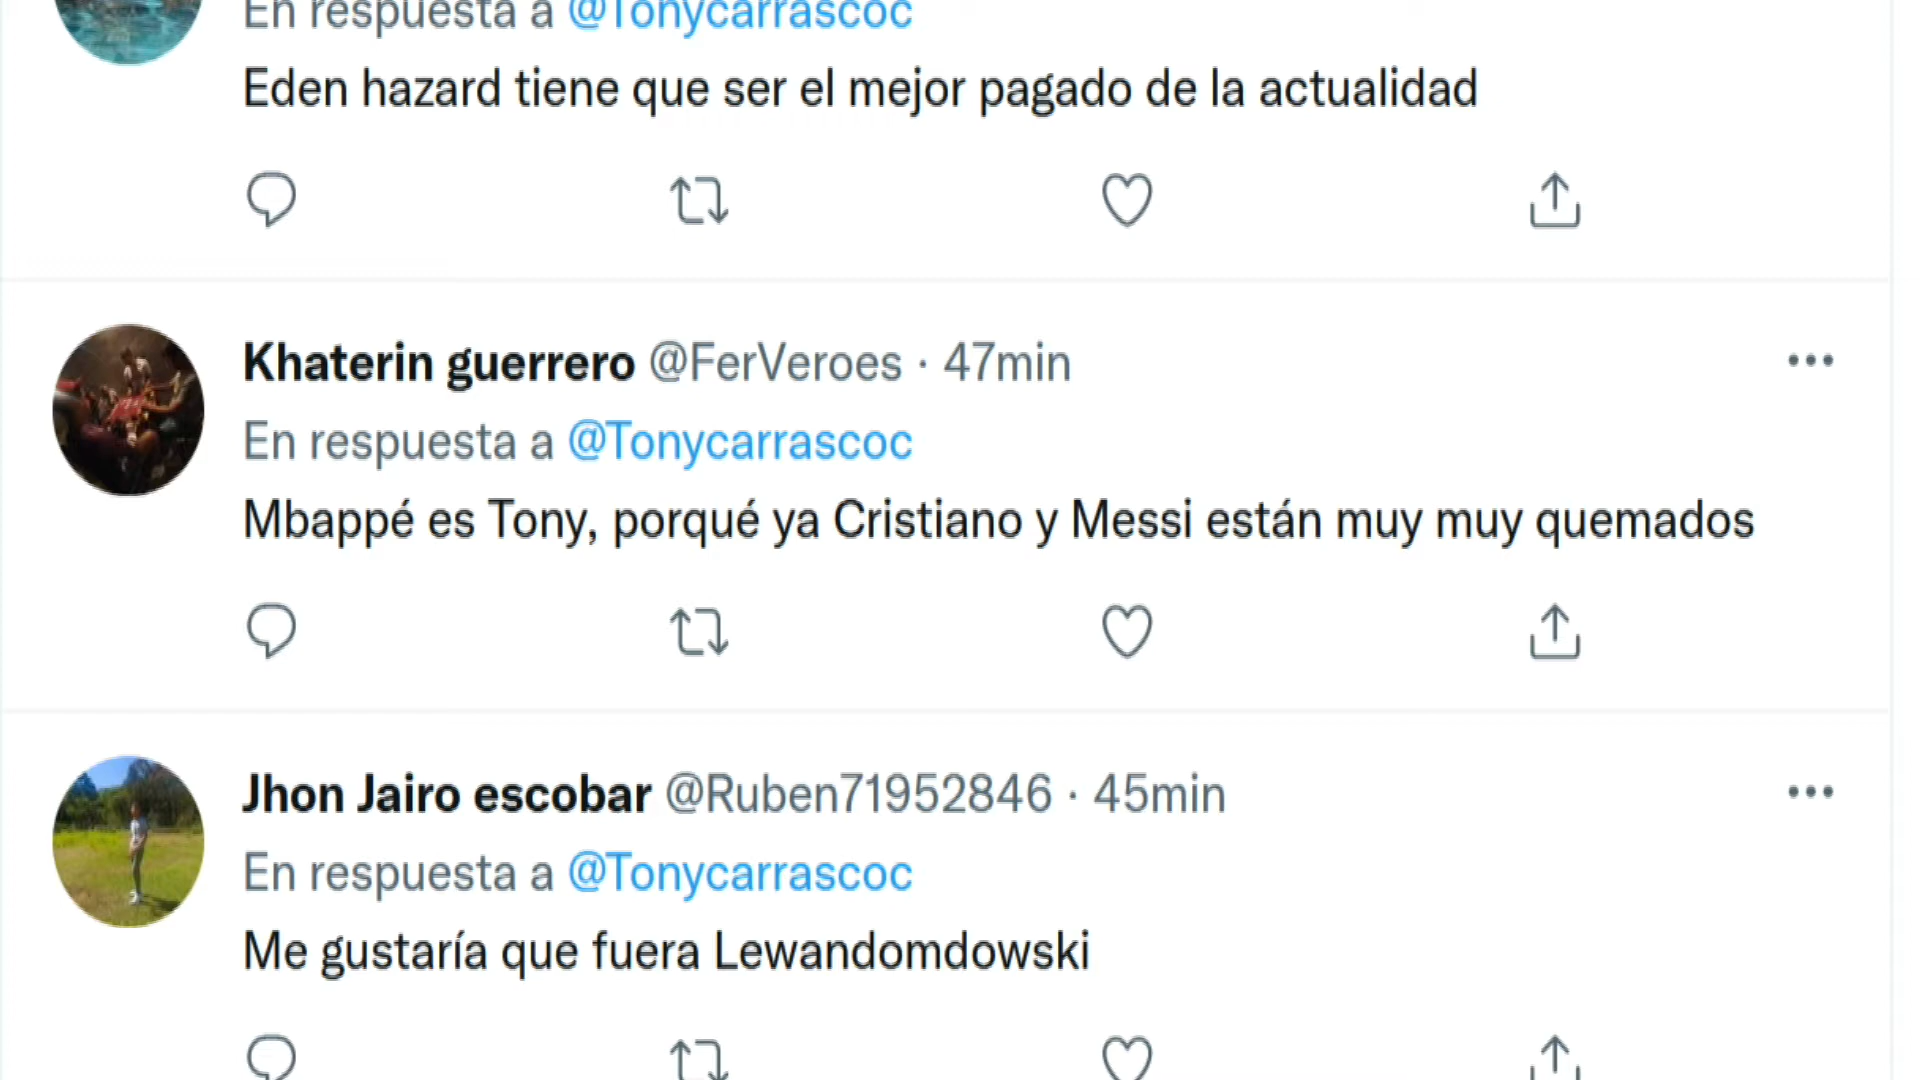 En respuesta a @Tonycarrascoc
Eden hazard tiene que ser el mejor pagado de la actualidad
Khaterin guerrero @FerVeroes · 47min
En respuesta a @Tonycarrascoc
Mbappé es Tony, porqué ya Cristiano y Messi están muy muy quemados
Jhon Jairo escobar @Ruben71952846 · 45min
En respuesta a @Tonycarrascoc
Me gustaría que fuera Lewandomdowski